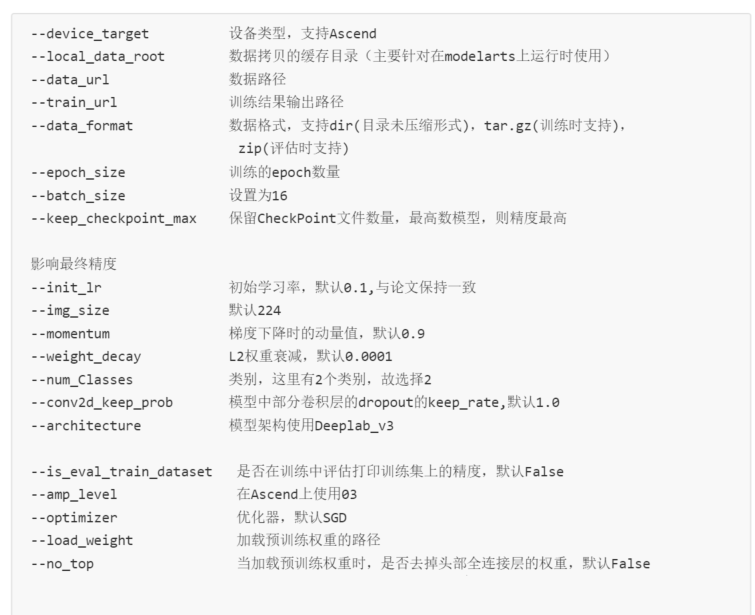 --device_target 设备类型，支持Ascend
--local_data_root 数据拷贝的缓存目录（主要针对在modelarts上运行时使用）
--data_url 数据路径
--train_url 训练结果输出路径
--data_format 数据格式，支持dir(目录未压缩形式)，tar.gz(训练时支持)，
zip(评估时支持)
--epoch_size 训练的epoch数量
--batch_size 设置为16
--keep_checkpoint_max 保留CheckPoint文件数量，最高数模型，则精度最高
影响最终精度
--init_lr 初始学习率，默认0.1,与论文保持一致
--img_size 默认224
--momentum 梯度下降时的动量值，默认0.9
--weight_decay L2权重衰减，默认0.0001
--num_Classes 类别，这里有2个类别，故选择2
--conv2d_keep_prob 模型中部分卷积层的dropout的keep_rate,默认1.0
--architecture 模型架构使用Deeplab_v3
--is_eval_train_dataset 是否在训练中评估打印训练集上的精度，默认False
--amp_level 在Ascend上使用03
--optimizer 优化器，默认SGD
--load_weight 加载预训练权重的路径
--no_top 当加载预训练权重时，是否去掉头部全连接层的权重，默认False